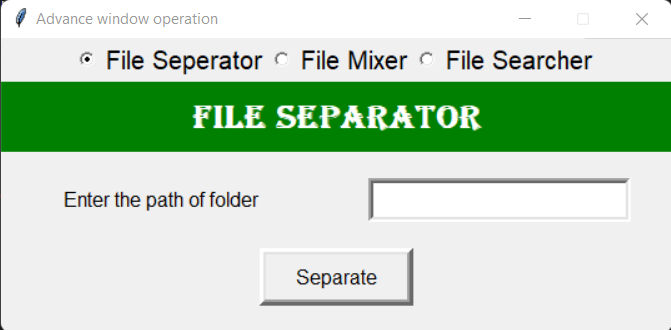 Advance window operation
File Seperator File Mixer File Searcher
FILE SEPARATOR
Enter the path of folder
Separate